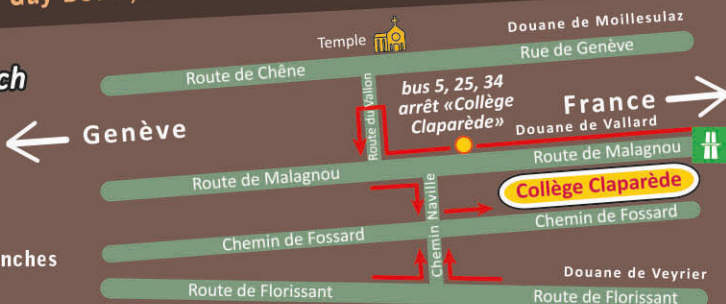 Temple
Douane de Moillesulaz
Route de Chêne
Rue de Genève
ch
bus 5, 25, 34
arrêt «Collège
Claparède»
France
Genève
Route du Vallon
Douane de Vallard
Route de Malagnou
Route de Malagnou
Collège Claparède
Chemin Naville
Chemin de Fossard
Chemin de Fossard
nches
Douane de Veyrier
Route de Florissant
Route de Florissant